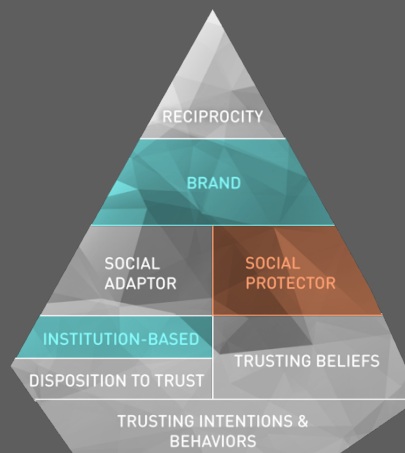 RECIPROCITY
BRAND
SOCIAL
ADAPTOR
SOCIAL
PROTECTOR
INSTITUTION-BASED
TRUSTING BELIEFS
DISPOSITION TO TRUST
TRUSTING INTENTIONS &
BEHAVIORS